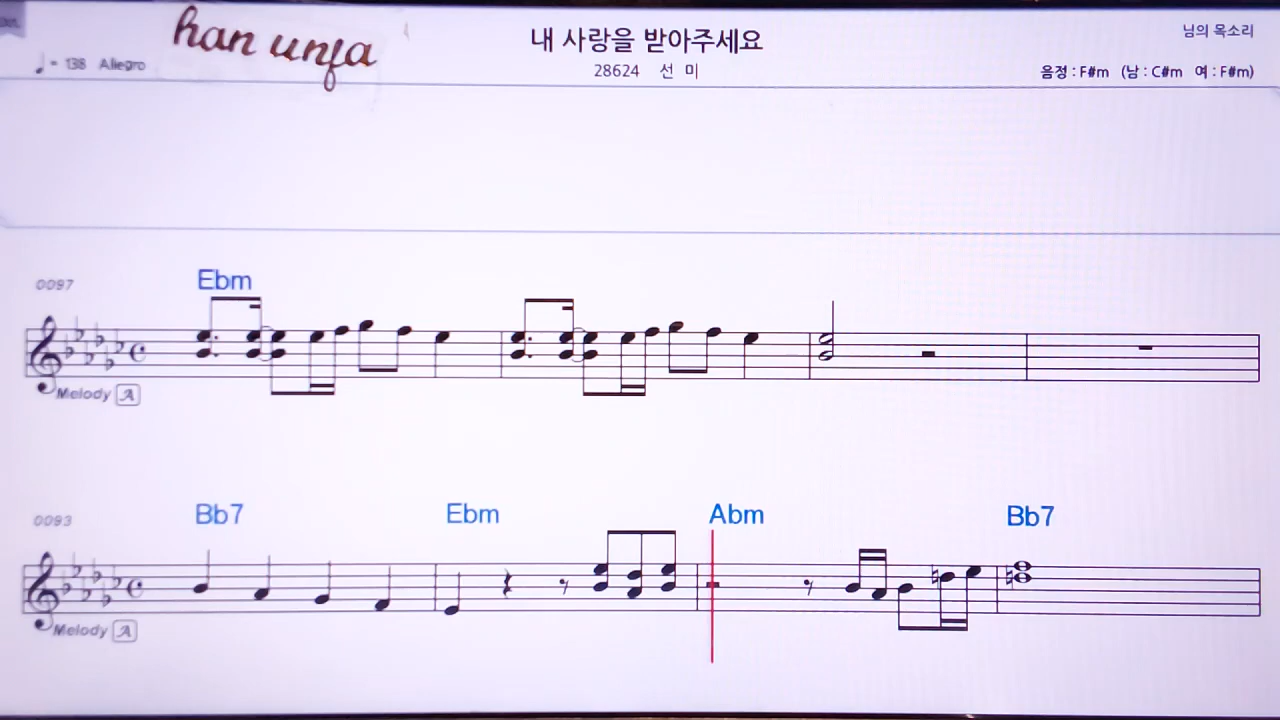 han unfa
내 사랑을 받아주세요
님의 목소리
♩= 138 Allegro
28624 선 미
음정 : F#m (남 : C#m 여 : F#m)
0097
Ebm
Melody A
0093
Bb7 Ebm Abm Bb7
Melody A